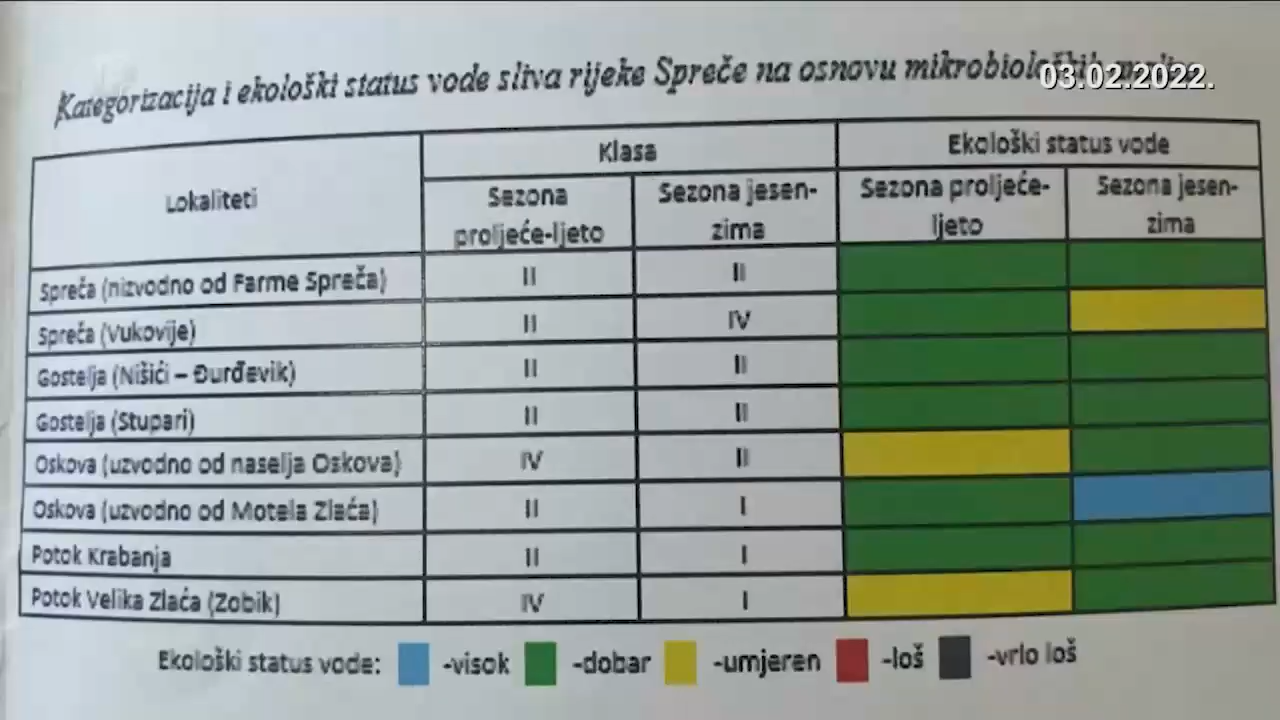 Kategorizacija i ekološki status vode sliva rijeke Spreče na osnovu
03.02.2022.
Lokaliteti
Klasa
Ekološki status vode
Sezona proljeće-ljeto
Sezona jesen-zima
Sezona proljeće-ljeto
Sezona jesen-zima
Spreča (nizvodno od Farme Spreča) II II
Spreča (Vukovije) II IV
Gostelja (Nišići – Đurđevik) II II
Gostelja (Stupari) II II
Oskova (uzvodno od naselja Oskova) IV II
Oskova (uzvodno od Motela Zlaća) II I
Potok Krabanja II I
Potok Velika Zlaća (Zobik) IV I
Ekološki status vode: -visok -dobar -umjeren -loš -vrlo loš